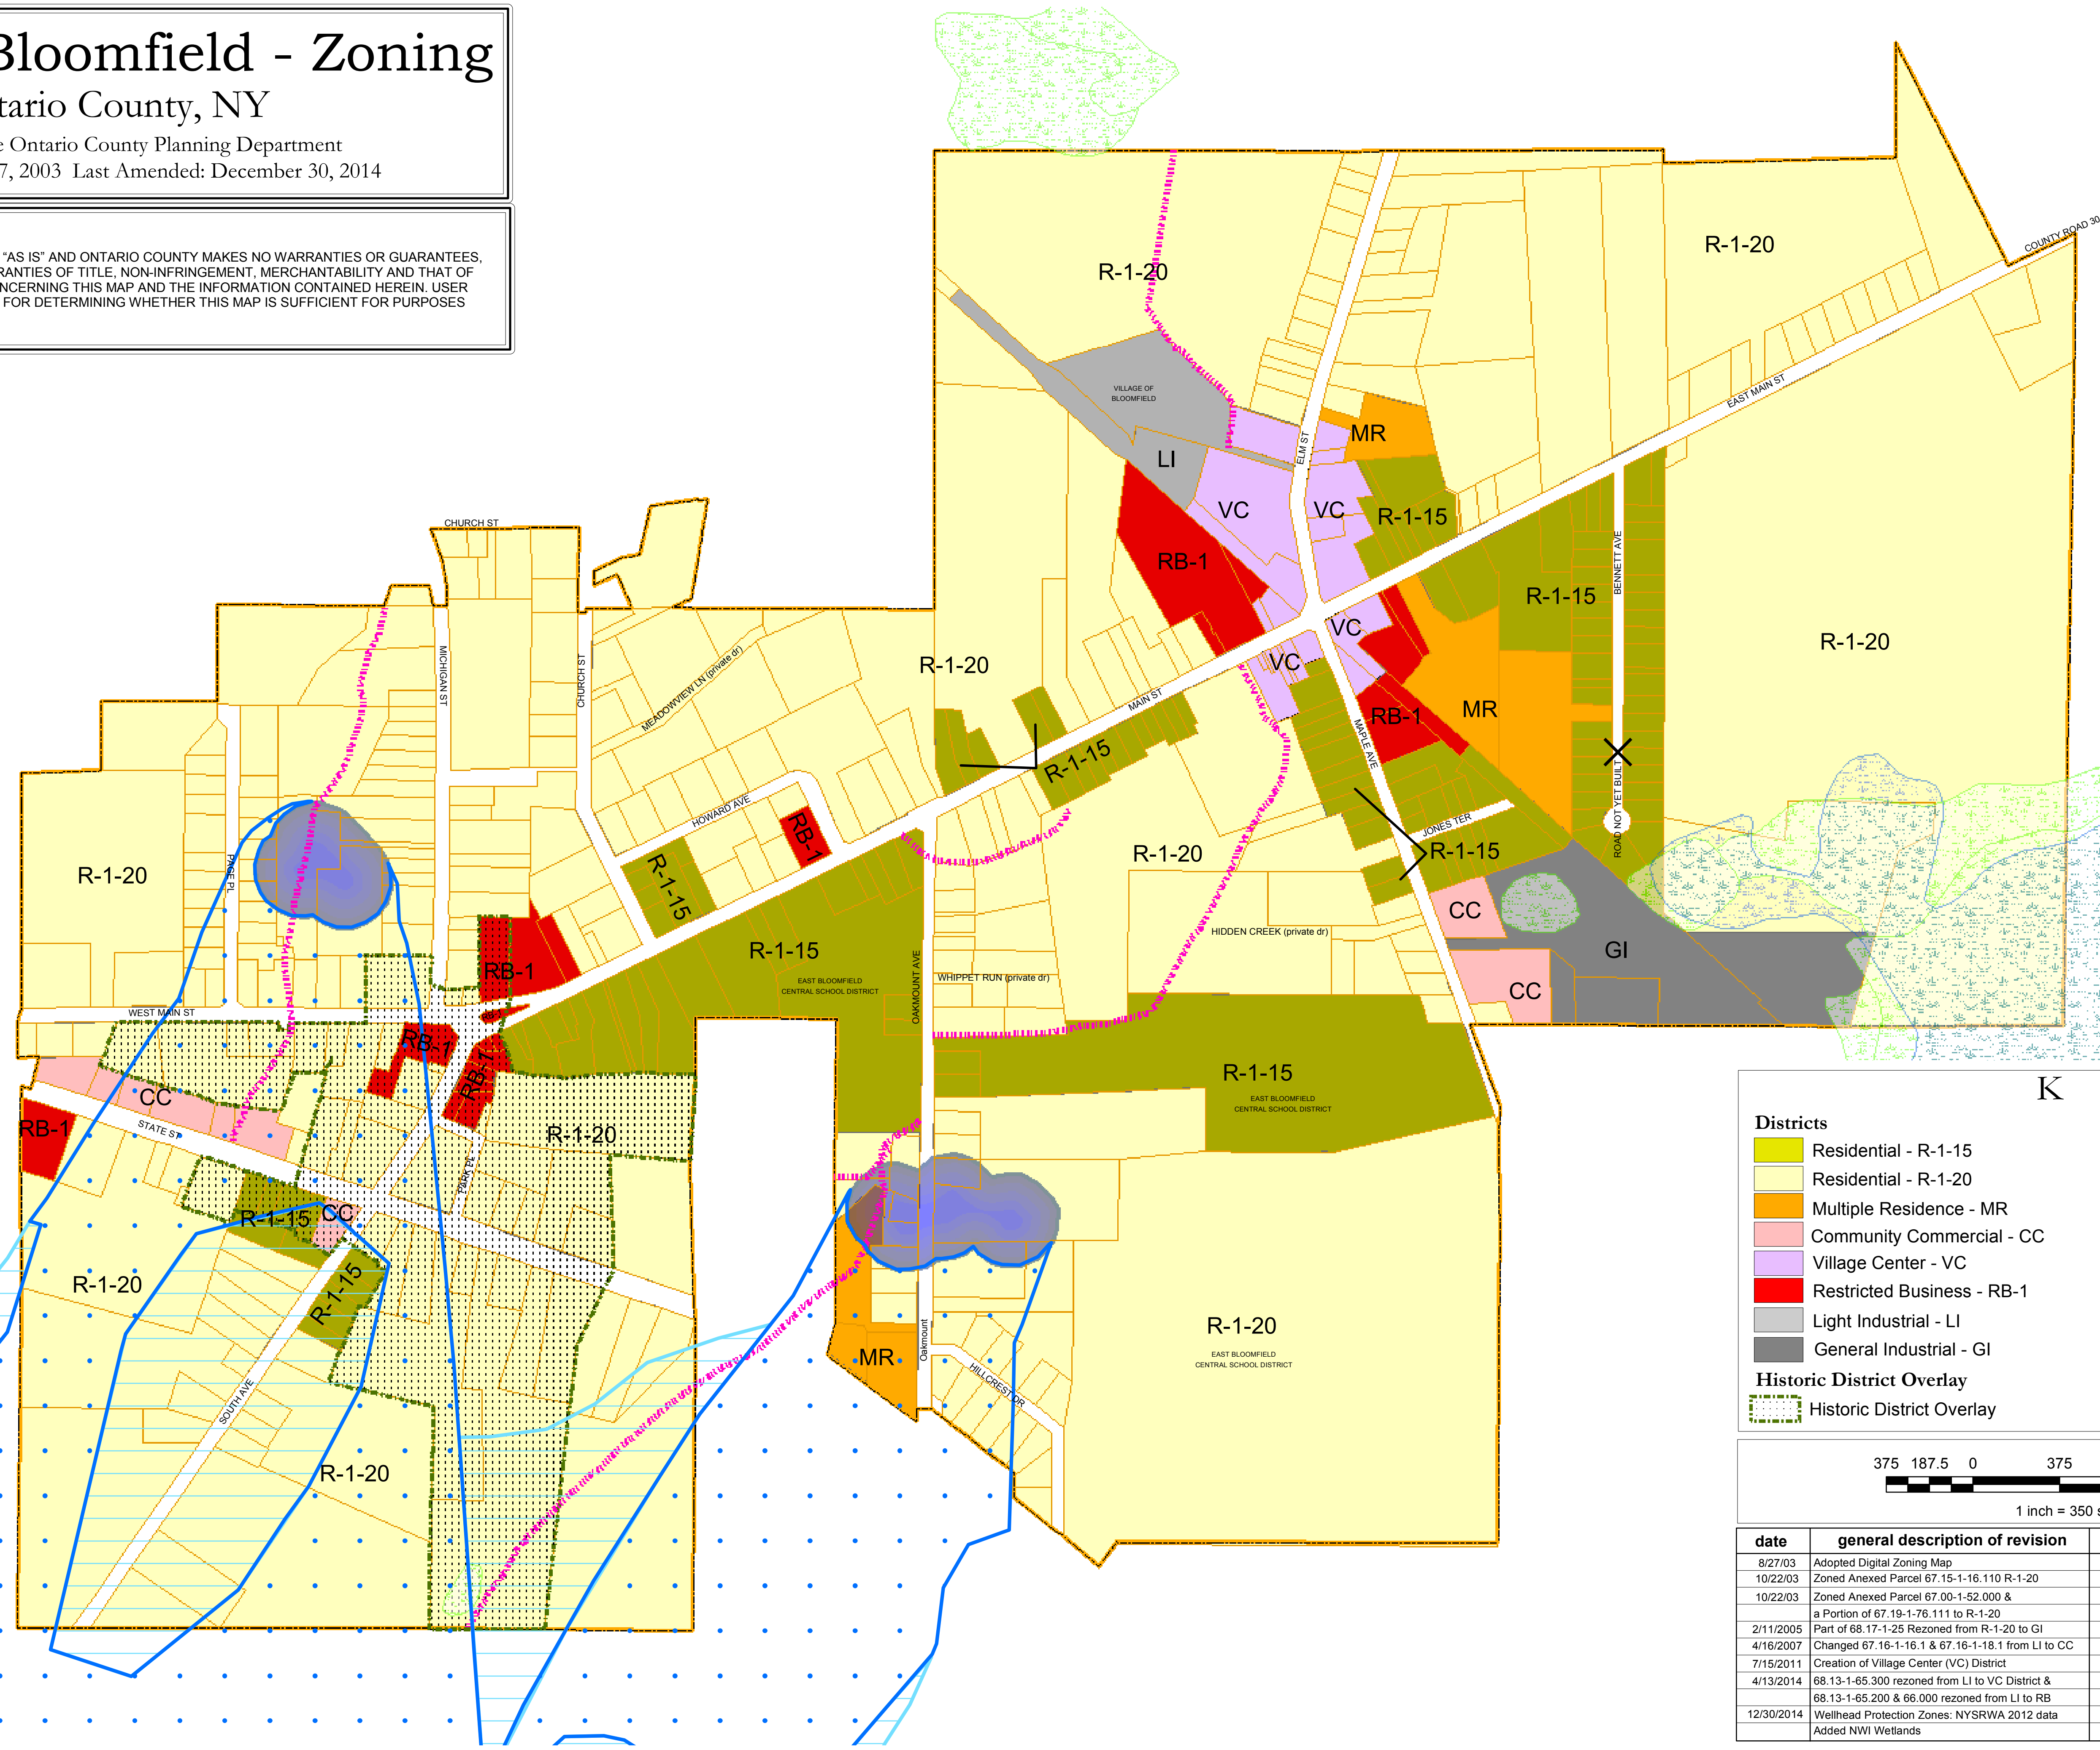 Bloomfield - Zoning
tario County, NY
e Ontario County Planning Department
7, 2003 Last Amended: December 30, 2014
“AS IS” AND ONTARIO COUNTY MAKES NO WARRANTIES OR GUARANTEES,
RANTIES OF TITLE, NON-INFRINGEMENT, MERCHANTABILITY AND THAT OF
NCERNING THIS MAP AND THE INFORMATION CONTAINED HEREIN. USER
FOR DETERMINING WHETHER THIS MAP IS SUFFICIENT FOR PURPOSES
COUNTY ROAD 30
R-1-20
R-1-20
VILLAGE OF
BLOOMFIELD
EAST MAIN ST
ELM ST
MR
LI
VC
VC
R-1-15
CHURCH ST
RB-1
BENNETT AVE
R-1-15
VC
R-1-20
VC
R-1-20
MICHIGAN ST
CHURCH ST
MEADOWVIEW LN (private dr)
MAIN ST
RB-1
MR
MAPLE AVE
R-1-15
ROAD NOT YET BUILT
HOWARD AVE
RB-1
JONES TER
R-1-15
R-1-20
R-1-20
PAGE PL
R-1-15
CC
HIDDEN CREEK (private dr)
GI
R-1-15
RB-1
EAST BLOOMFIELD
CENTRAL SCHOOL DISTRICT
OAKMOUNT AVE
WHIPPET RUN (private dr)
CC
WEST MAIN ST
RB-1
RB-1
R-1-15
EAST BLOOMFIELD
CENTRAL SCHOOL DISTRICT
CC
STATE ST
RB-1
R-1-20
PARK PL
R-1-15
CC
R-1-20
R-1-15
R-1-20
EAST BLOOMFIELD
CENTRAL SCHOOL DISTRICT
Oakmount
MR
HILLCREST DR
SOUTH AVE
R-1-20
K
Districts
Residential - R-1-15
Residential - R-1-20
Multiple Residence - MR
Community Commercial - CC
Village Center - VC
Restricted Business - RB-1
Light Industrial - LI
General Industrial - GI
Historic District Overlay
Historic District Overlay
375 187.5 0 375
1 inch = 350 s
date general description of revision
8/27/03 Adopted Digital Zoning Map
10/22/03 Zoned Anexed Parcel 67.15-1-16.110 R-1-20
10/22/03 Zoned Anexed Parcel 67.00-1-52.000 &
a Portion of 67.19-1-76.111 to R-1-20
2/11/2005 Part of 68.17-1-25 Rezoned from R-1-20 to GI
4/16/2007 Changed 67.16-1-16.1 & 67.16-1-18.1 from LI to CC
7/15/2011 Creation of Village Center (VC) District
4/13/2014 68.13-1-65.300 rezoned from LI to VC District &
68.13-1-65.200 & 66.000 rezoned from LI to RB
12/30/2014 Wellhead Protection Zones: NYSRWA 2012 data
Added NWI Wetlands